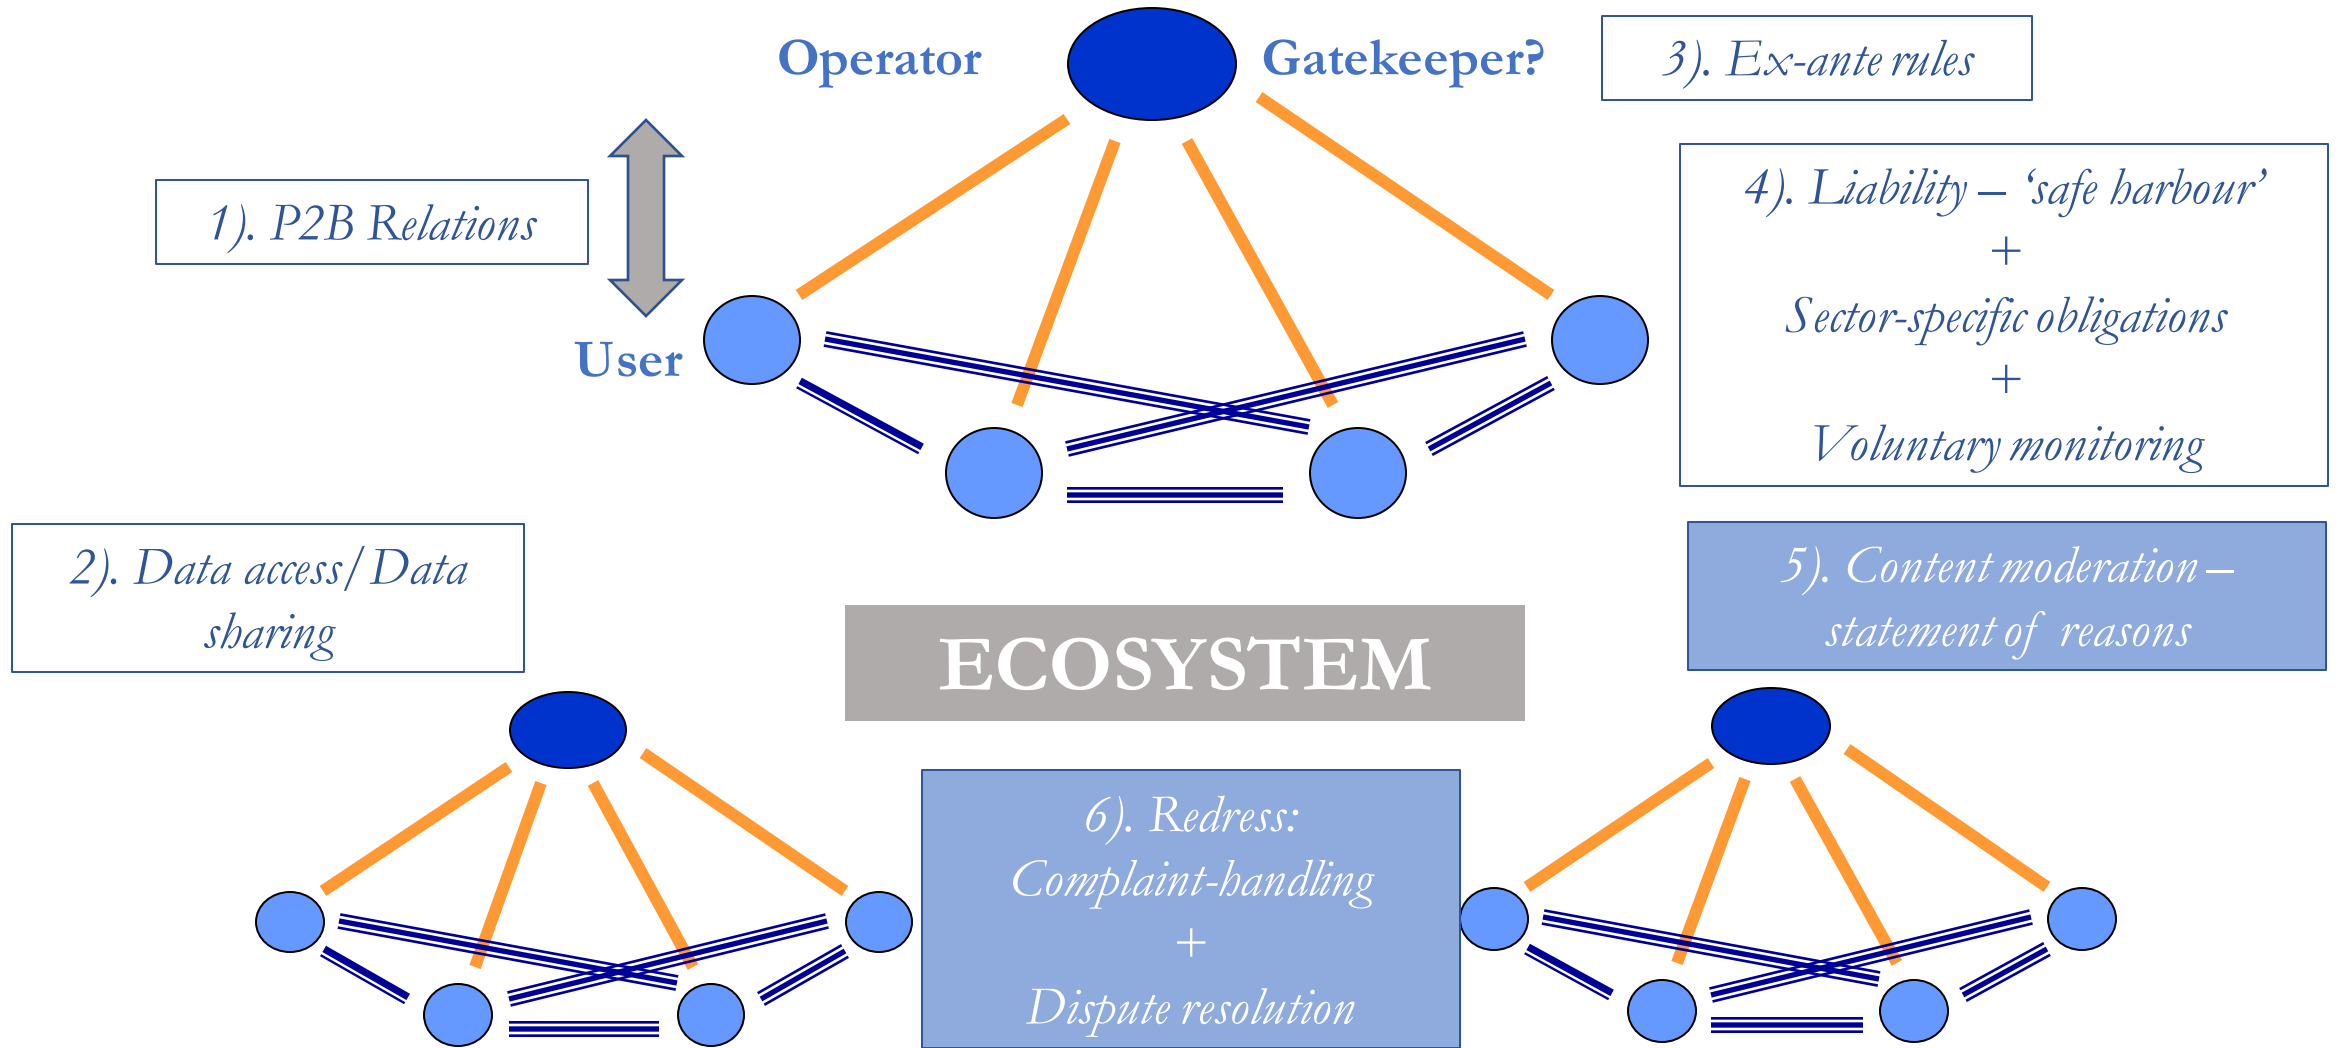 Operator
Gatekeeper?
3). Ex-ante rules
1). P2B Relations
User
4). Liability – ‘safe harbour’
+
Sector-specific obligations
+
Voluntary monitoring
2). Data access/Data
sharing
ECOSYSTEM
5). Content moderation –
statement of reasons
6). Redress:
Complaint-handling
+
Dispute resolution